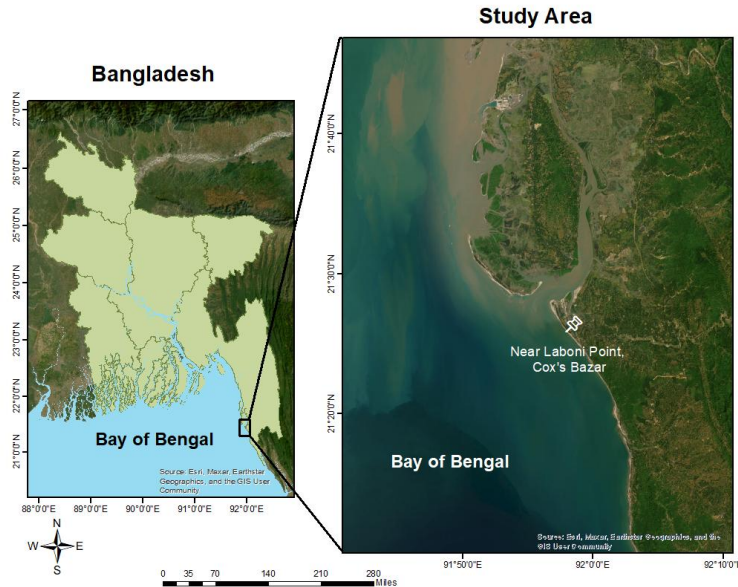 Study Area
Bangladesh
27°0'0"N
26°0'0"N
25°0'0"N
24°0'0"N
23°0'0"N
22°0'0"N
21°0'0"N
Bay of Bengal
Source: Esri, Maxar, Earthstar
Geographics, and the GIS User
Community
88°0'0"E
89°0'0"E
90°0'0"E
91°0'0"E
92°0'0"E
21°40'0"N
21°30'0"N
21°20'0"N
Near Laboni Point,
Cox's Bazar
Bay of Bengal
Source: Esri, Maxar, Earthstar Geographics, and the
GIS User Community
91°50'0"E
92°0'0"E
92°10'0"E
N
W E
S
0 35 70 140 210 280
Miles